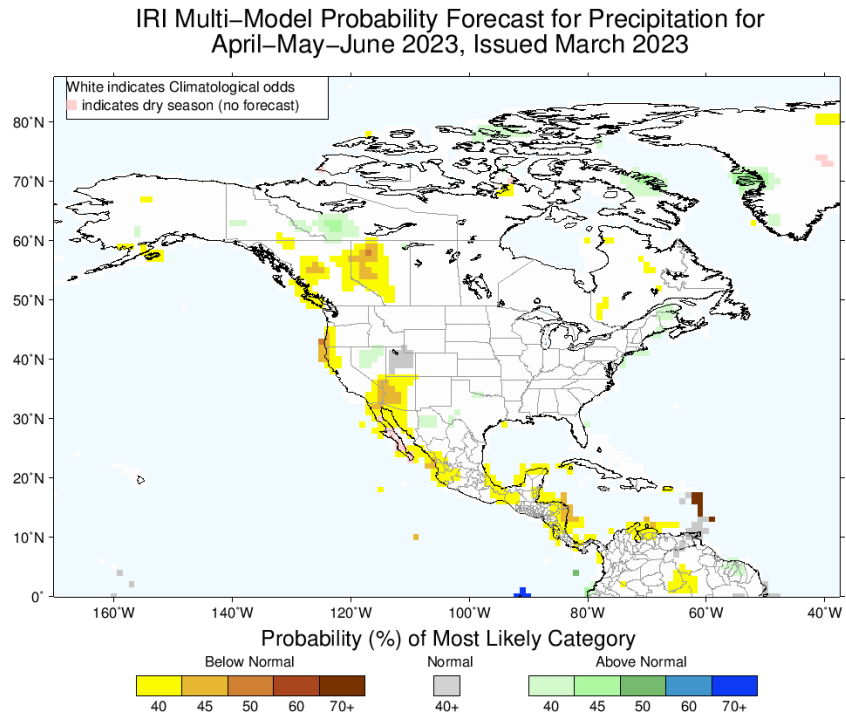 IRI Multi−Model Probability Forecast for Precipitation for
April−May−June 2023, Issued March 2023
White indicates Climatological odds
indicates dry season (no forecast)
80˚N
70˚N
60˚N
50˚N
40˚N
30˚N
20˚N
10˚N
0˚
160˚W 140˚W 120˚W 100˚W 80˚W 60˚W 40˚W
Probability (%) of Most Likely Category
Below Normal Normal Above Normal
40 45 50 60 70+ 40+ 40 45 50 60 70+